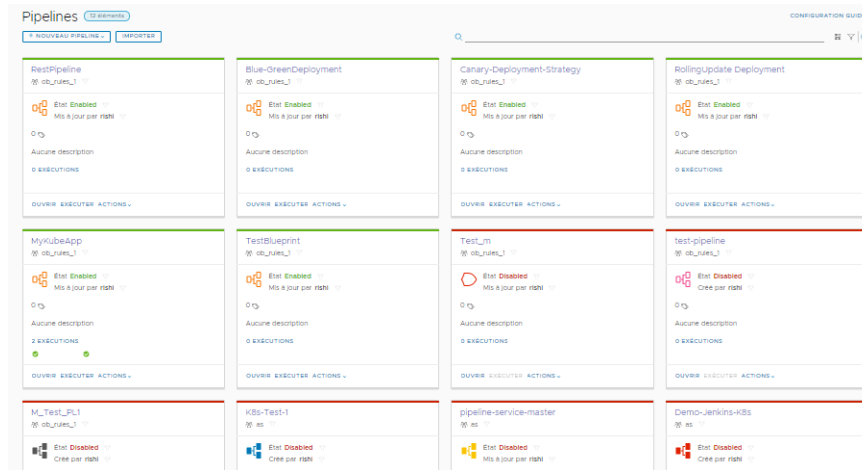 Pipelines 12 éléments
CONFIGURATION GUID
NOUVEAU PIPELINE IMPORTER
RestPipeline
ob_rules_1
État Enabled
Mis à jour par rishi
0
Aucune description
0 EXÉCUTIONS
OUVRIR EXÉCUTER ACTIONS
Blue-GreenDeployment
ob_rules_1
État Enabled
Mis à jour par rishi
0
Aucune description
0 EXÉCUTIONS
OUVRIR EXÉCUTER ACTIONS
Canary-Deployment-Strategy
ob_rules_1
État Enabled
Mis à jour par rishi
0
Aucune description
0 EXÉCUTIONS
OUVRIR EXÉCUTER ACTIONS
RollingUpdate Deployment
ob_rules_1
État Enabled
Mis à jour par rishi
0
Aucune description
0 EXÉCUTIONS
OUVRIR EXÉCUTER ACTIONS
MyKubeApp
ob_rules_1
État Enabled
Mis à jour par rishi
0
Aucune description
2 EXÉCUTIONS
OUVRIR EXÉCUTER ACTIONS
TestBlueprint
ob_rules_1
État Enabled
Mis à jour par rishi
0
Aucune description
0 EXÉCUTIONS
OUVRIR EXÉCUTER ACTIONS
Test_m
ob_rules_1
État Disabled
Mis à jour par rishi
0
Aucune description
0 EXÉCUTIONS
OUVRIR EXÉCUTER ACTIONS
test-pipeline
ob_rules_1
État Disabled
Créé par rishi
0
Aucune description
0 EXÉCUTIONS
OUVRIR EXÉCUTER ACTIONS
M_Test_PL1
ob_rules_1
État Disabled
Créé par rishi
K8s-Test-1
as
État Disabled
Créé par rishi
pipeline-service-master
as
État Disabled
Mis à jour par rishi
Demo-Jenkins-K8s
as
État Disabled
Créé par rishi